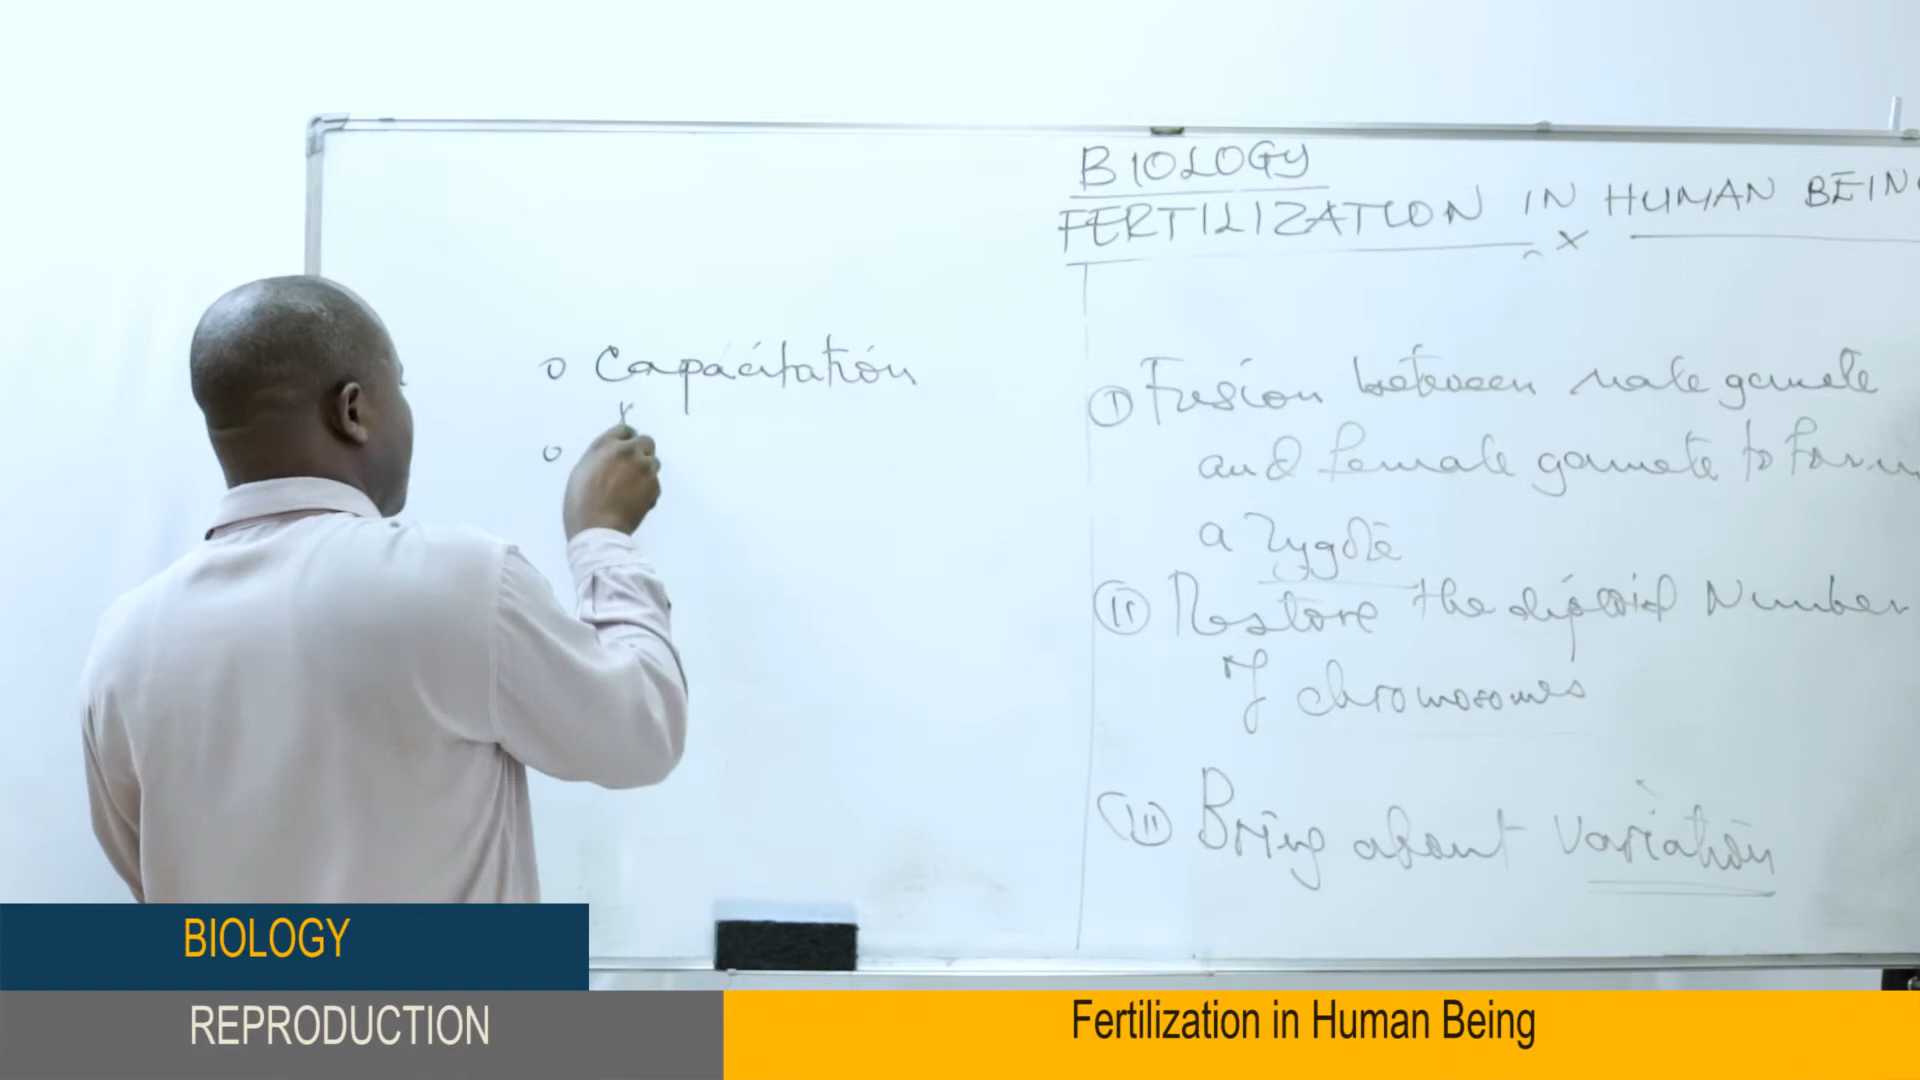 BIOLOGY
FERTILIZATION IN HUMAN BEING
o Capacitation
o
I Fusion between male gamete
and female gamete to form
a Zygote
II Restore the diploid Number
of chromosomes
III Bring about variation
BIOLOGY
REPRODUCTION
Fertilization in Human Being